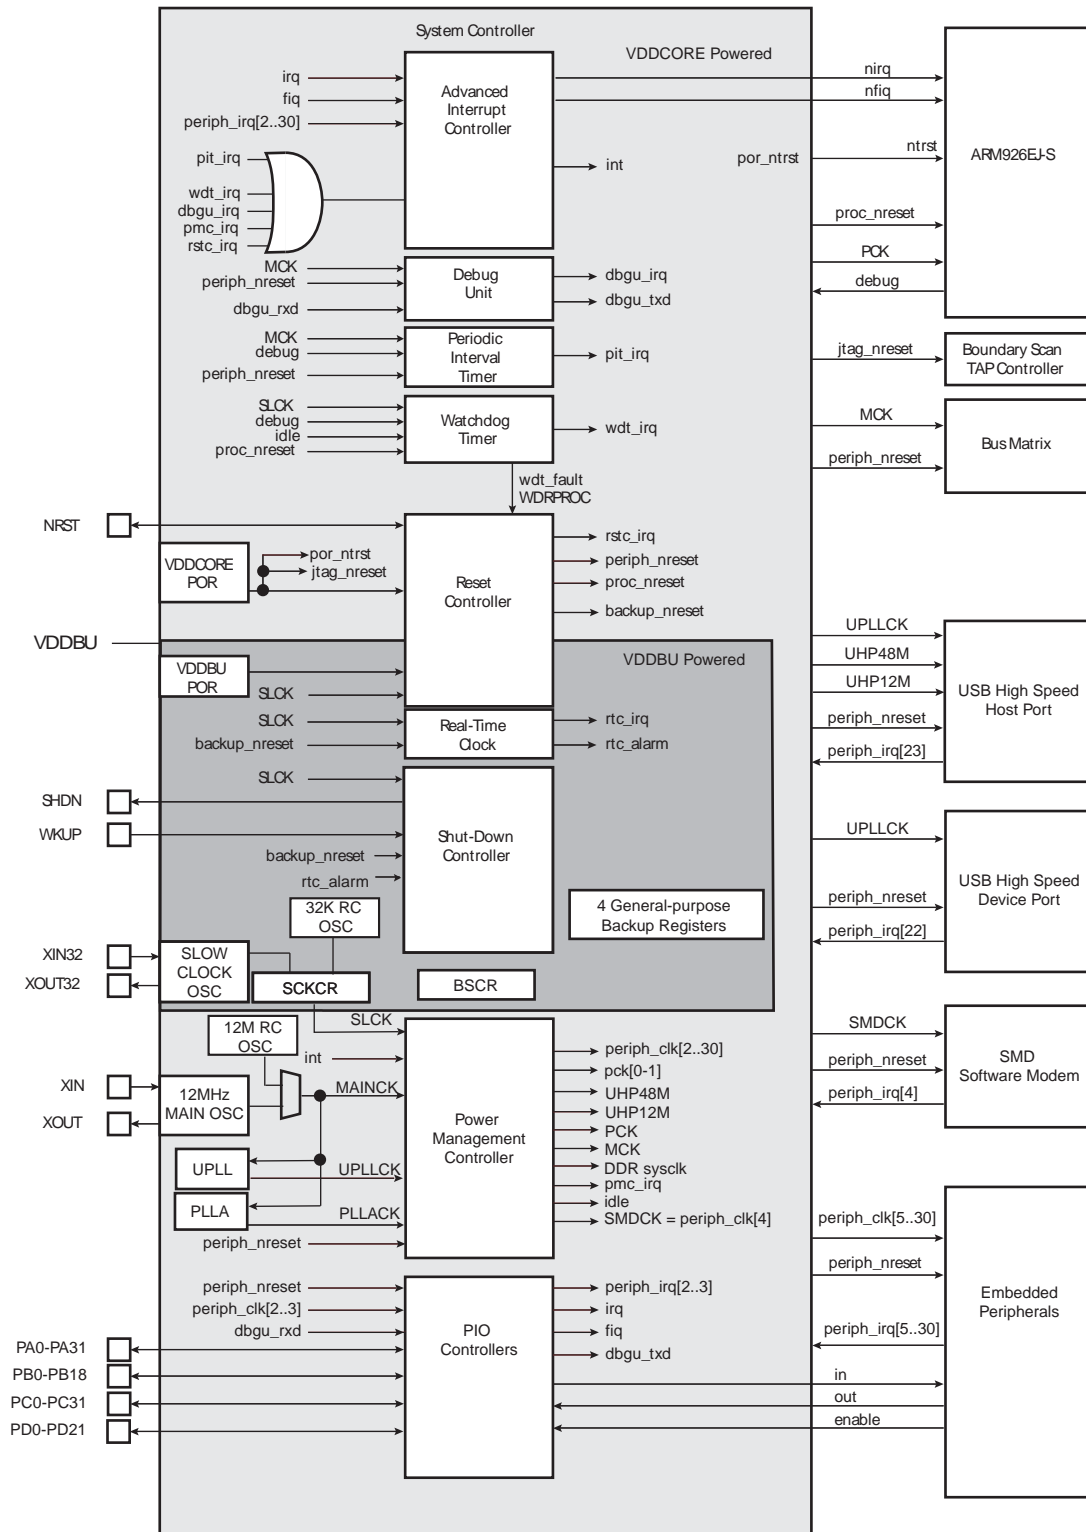 System Controller
VDDCORE Powered
irq
fiq
periph_irq[2..30]
pit_irq
wdt_irq
dbgu_irq
pmc_irq
rstc_irq
Advanced
Interrupt
Controller
int
nirq
nfiq
por_ntrst
ntrst
proc_nreset
PCK
debug
ARM926EJ-S
MCK
periph_nreset
dbgu_rxd
Debug
Unit
dbgu_irq
dbgu_txd
MCK
debug
periph_nreset
Periodic
Interval
Timer
pit_irq
jtag_nreset
Boundary Scan
TAP Controller
SLCK
debug
idle
proc_nreset
Watchdog
Timer
wdt_irq
MCK
periph_nreset
Bus Matrix
wdt_fault
WDRPROC
NRST
VDDCORE
POR
por_ntrst
jtag_nreset
Reset
Controller
rstc_irq
periph_nreset
proc_nreset
backup_nreset
VDDBU
VDDBU Powered
VDDBU
POR
SLCK
UPLLCK
UHP48M
UHP12M
periph_nreset
periph_irq[23]
USB High Speed
Host Port
SLCK
backup_nreset
Real-Time
Clock
rtc_irq
rtc_alarm
SLCK
SHDN
WKUP
backup_nreset
rtc_alarm
Shut-Down
Controller
4 General-purpose
Backup Registers
UPLLCK
periph_nreset
periph_irq[22]
USB High Speed
Device Port
32K RC
OSC
XIN32
XOUT32
SLOW
CLOCK
OSC
SCKCR
BSCR
SLCK
12M RC
OSC
int
XIN
XOUT
12MHz
MAIN OSC
MAINCK
UPLL
UPLLCK
PLLA
PLLACK
periph_nreset
Power
Management
Controller
periph_clk[2..30]
pck[0-1]
UHP48M
UHP12M
PCK
MCK
DDR sysclk
pmc_irq
idle
SMDCK = periph_clk[4]
SMDCK
periph_nreset
periph_irq[4]
SMD
Software Modem
periph_nreset
periph_clk[2..3]
dbgu_rxd
PA0-PA31
PB0-PB18
PC0-PC31
PD0-PD21
PIO
Controllers
periph_irq[2..3]
irq
fiq
dbgu_txd
periph_clk[5..30]
periph_nreset
periph_irq[5..30]
in
out
enable
Embedded
Peripherals